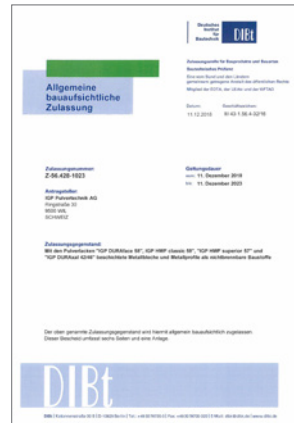 Deutsches
Institut
für
Bautechnik
DIBt
Zulassungsstelle für Bauprodukte und Bauarten
Bautechnisches Prüfamt
Eine vom Bund und den Ländern
gemeinsam getragene Anstalt des öffentlichen Rechts
Mitglied der EOTA, der UEAtc und der WFTAO
Allgemeine
bauaufsichtliche
Zulassung
Datum:
Geschäftszeichen:
11.12.2018
Zulassungsnummer:
Z-56.428-1023
Geltungsdauer
vom: 11. Dezember 2018
bis: 11. Dezember 2023
Antragsteller:
IGP Pulvertechnik AG
Ringstraße 30
9500 WIL
SCHWEIZ
Zulassungsgegenstand:
Mit den Pulverlacken "IGP DURAface 58", IGP HWF classic 59", "IGP HWF superior 57" und
beschichtete Metallbleche und Metallprofile als nichtbrennbare Baustoffe
Der oben genannte Zulassungsgegenstand wird hiermit allgemein bauaufsichtlich zugelassen.
Dieser Bescheid umfasst sechs Seiten und eine Anlage.
DIBt